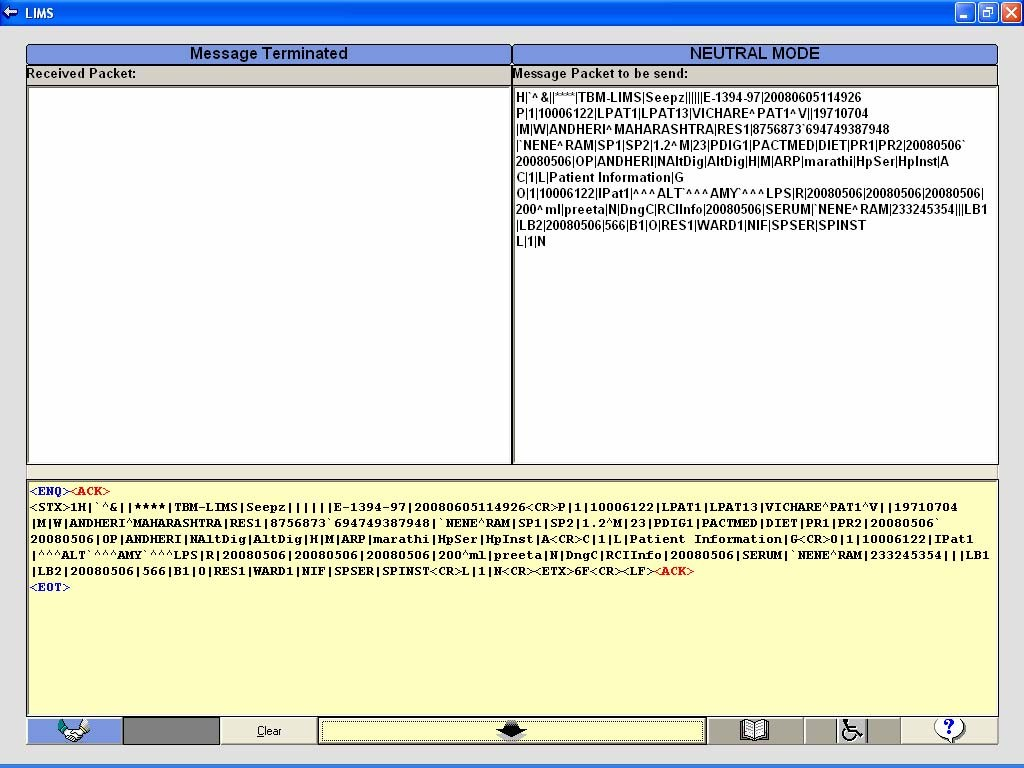 LIMS
Message Terminated
NEUTRAL MODE
Received Packet:
Message Packet to be send:
H|`^&||****|TBM-LIMS|Seepz||||||E-1394-97|20080605114926
P|1|10006122|LPAT1|LPAT13|VICHARE^PAT1^V||19710704
|M|W|ANDHERI^MAHARASHTRA|RES1|8756873`694749387948
|`NENE^RAM|SP1|SP2|1.2^M|23|PDIG1|PACTMED|DIET|PR1|PR2|20080506`
20080506|OP|ANDHERI|NAltDig|AltDig|H|M|ARP|marathi|HpSer|HpInst|A
C|1|L|Patient Information|G
O|1|10006122|IPat1|^^^ALT`^^^AMY`^^^LPS|R|20080506|20080506|20080506|
200^ml|preeta|N|DngC|RCIInfo|20080506|SERUM|`NENE^RAM|233245354|||LB1
|LB2|20080506|566|B1|O|RES1|WARD1|NIF|SPSER|SPINST
L|1|N
<ENQ><ACK>
<STX>1H|`^&||****|TBM-LIMS|Seepz||||||E-1394-97|20080605114926<CR>P|1|10006122|LPAT1|LPAT13|VICHARE^PAT1^V||19710704
|M|W|ANDHERI^MAHARASHTRA|RES1|8756873`694749387948|`NENE^RAM|SP1|SP2|1.2^M|23|PDIG1|PACTMED|DIET|PR1|PR2|20080506`
20080506|OP|ANDHERI|NAltDig|AltDig|H|M|ARP|marathi|HpSer|HpInst|A<CR>C|1|L|Patient Information|G<CR>O|1|10006122|IPat1
|^^^ALT`^^^AMY`^^^LPS|R|20080506|20080506|20080506|200^ml|preeta|N|DngC|RCIInfo|20080506|SERUM|`NENE^RAM|233245354|||LB1
|LB2|20080506|566|B1|O|RES1|WARD1|NIF|SPSER|SPINST<CR>L|1|N<CR><ETX>6F<CR><LF><ACK>
<EOT>
Clear